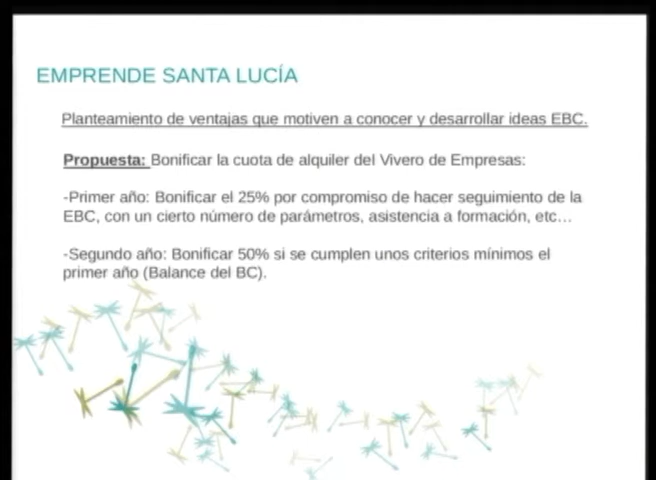 EMPRENDE SANTA LUCÍA
Planteamiento de ventajas que motiven a conocer y desarrollar ideas EBC.
Propuesta: Bonificar la cuota de alquiler del Vivero de Empresas:
-Primer año: Bonificar el 25% por compromiso de hacer seguimiento de la
EBC, con un cierto número de parámetros, asistencia a formación, etc...
-Segundo año: Bonificar 50% si se cumplen unos criterios mínimos el
primer año (Balance del BC).